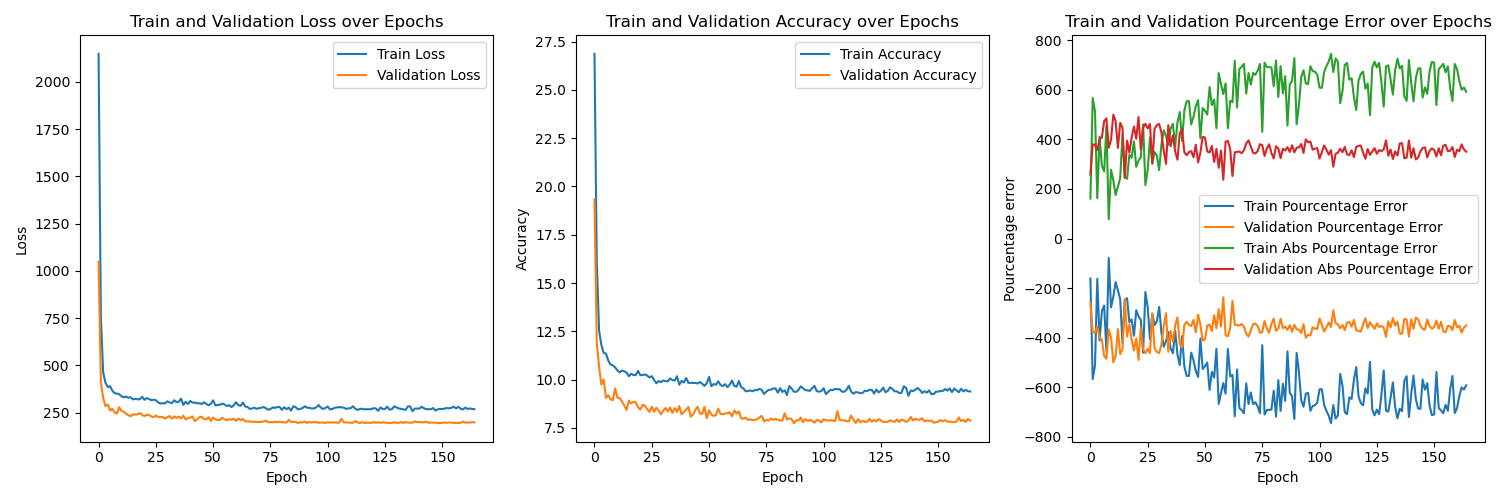 Train and Validation Loss over Epochs
Train Loss
Validation Loss
2000
1750
1500
1250
1000
750
500
250
Loss
0
25
50
75
100
125
150
Epoch
Train and Validation Accuracy over Epochs
Train Accuracy
Validation Accuracy
27.5
25.0
22.5
20.0
17.5
15.0
12.5
10.0
7.5
Accuracy
0
25
50
75
100
125
150
Epoch
Train and Validation Pourcentage Error over Epochs
800
600
400
200
0
−200
−400
−600
−800
Pourcentage error
Train Pourcentage Error
Validation Pourcentage Error
Train Abs Pourcentage Error
Validation Abs Pourcentage Error
0
25
50
75
100
125
150
Epoch